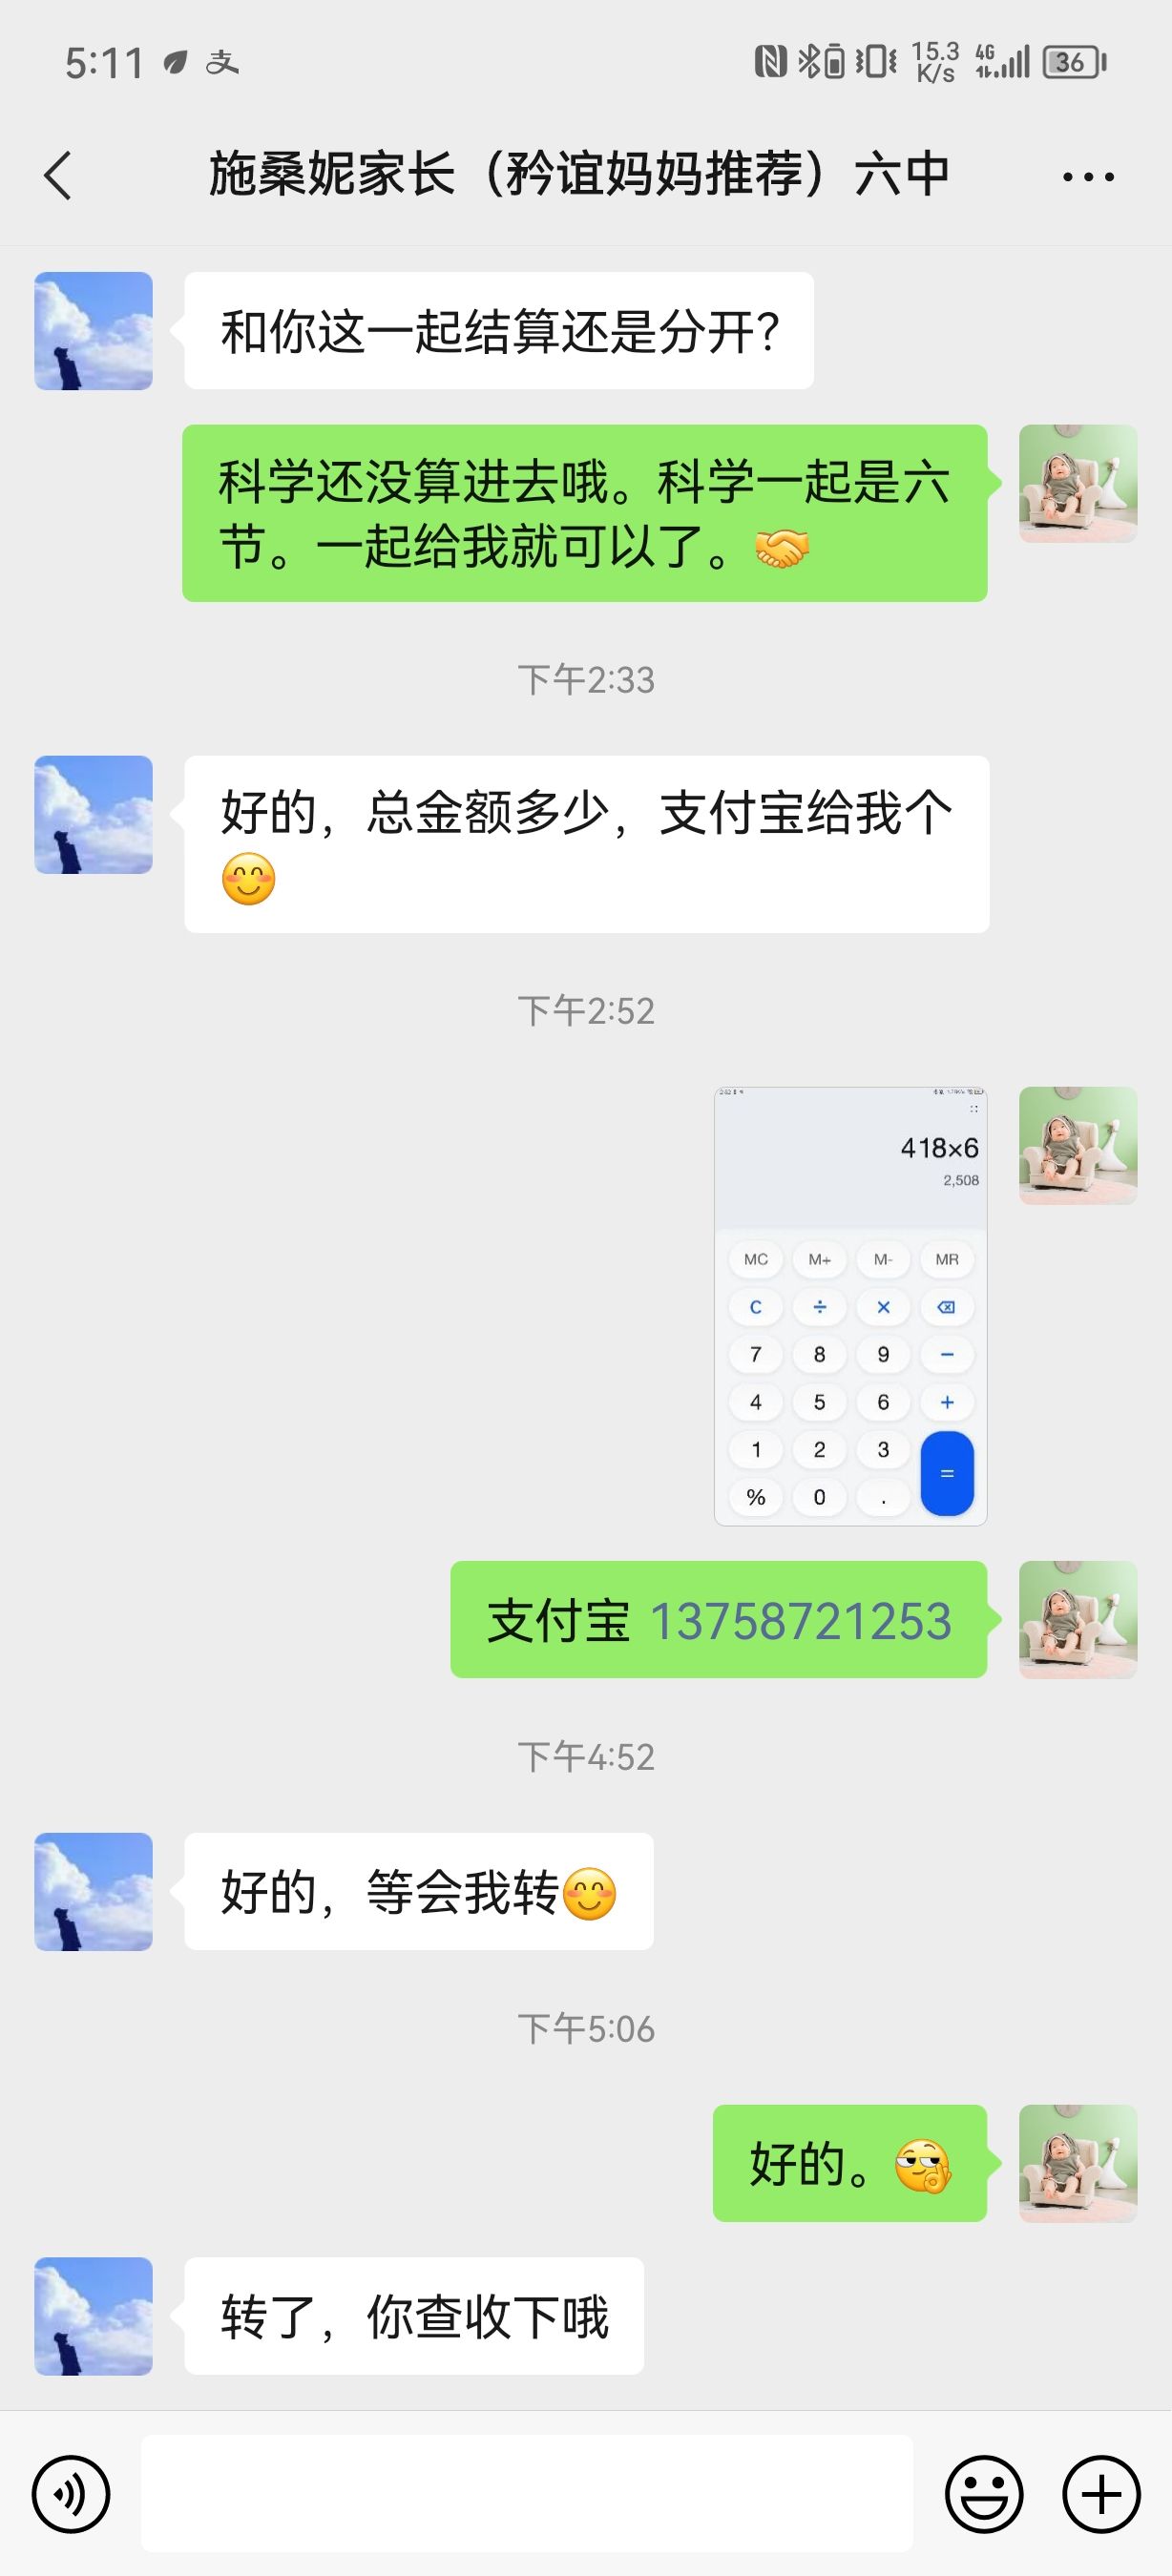 5:11 支 15.3 K/s 4G 36
施桑妮家长（矜谊妈妈推荐）六中
和你这一起结算还是分开？
科学还没算进去哦。科学一起是六
节。一起给我就可以了。
下午2:33
好的，总金额多少，支付宝给我个
下午2:52
418×6
2,508
MC M+ M- MR
C ÷ ×
7 8 9 −
4 5 6 +
1 2 3
=
% 0 .
支付宝 13758721253
下午4:52
好的，等会我转
下午5:06
好的。
转了，你查收下哦